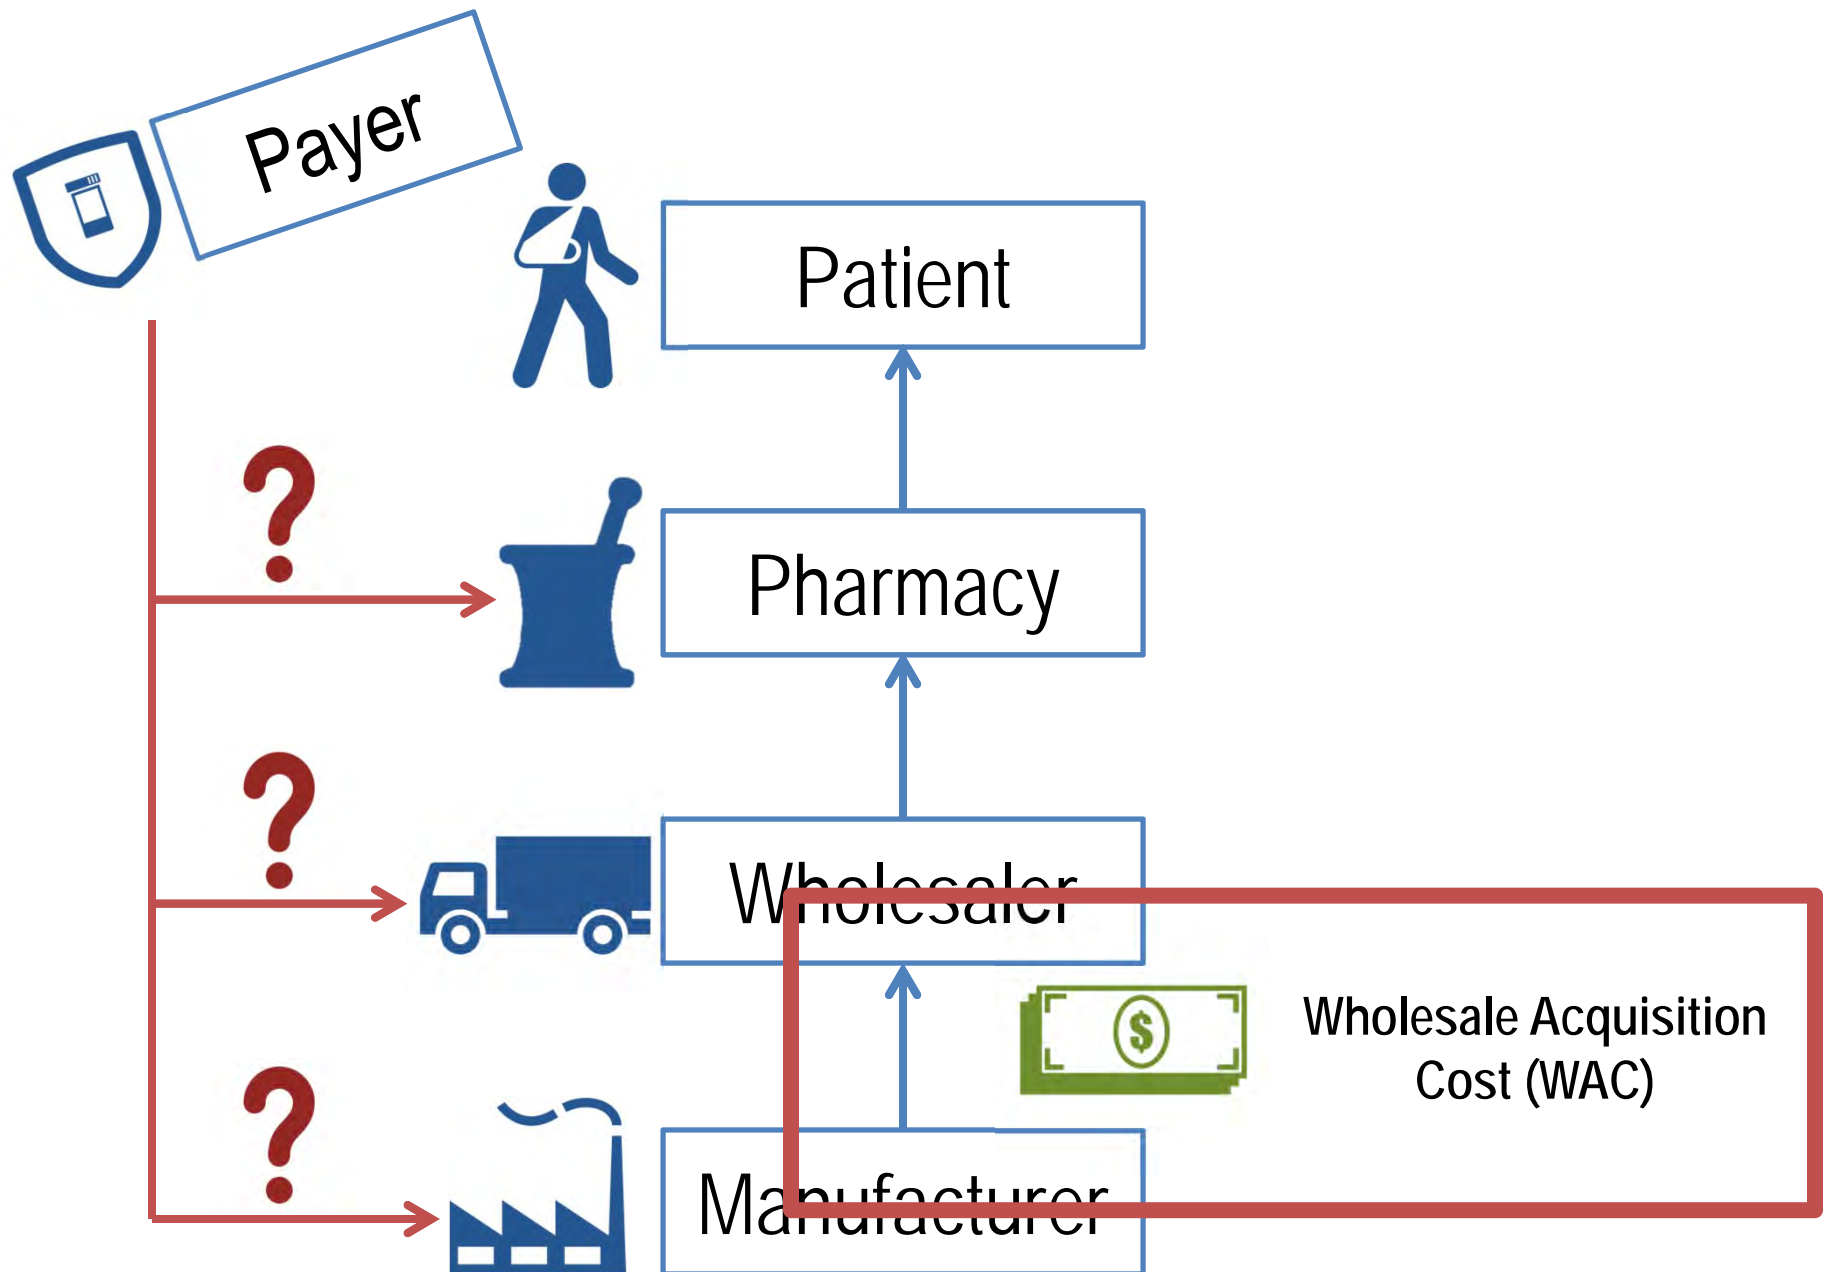 Payer
Patient
?
Pharmacy
?
Wholesaler
$
Wholesale Acquisition
Cost (WAC)
?
Manufacturer